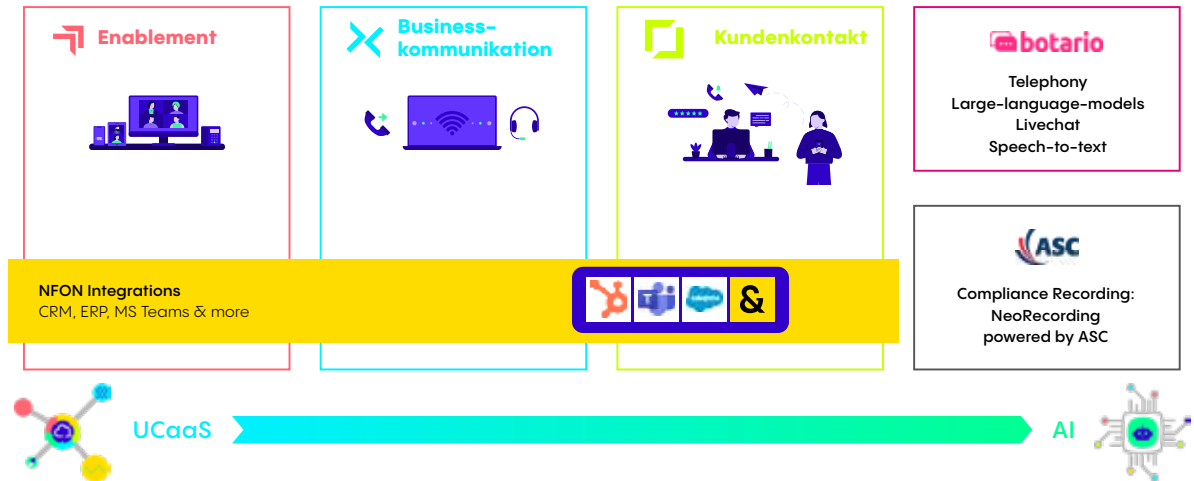 Enablement
Business-
kommunikation
Kundenkontakt
botario
Telephony
Large-language-models
Livechat
Speech-to-text
NFON Integrations
CRM, ERP, MS Teams & more
T
&
ASC
Compliance Recording:
NeoRecording
powered by ASC
UCaaS
AI